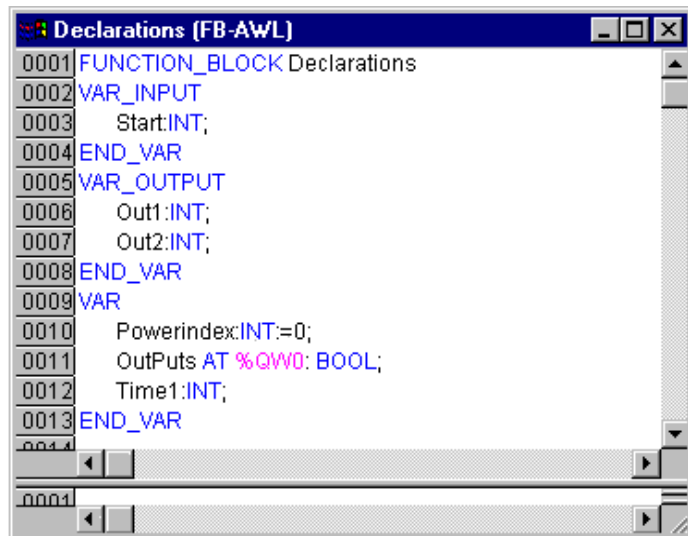 Declarations (FB-AWL)
0001 FUNCTION_BLOCK Declarations
0002 VAR_INPUT
0003 Start:INT;
0004 END_VAR
0005 VAR_OUTPUT
0006 Out1:INT;
0007 Out2:INT;
0008 END_VAR
0009 VAR
0010 Powerindex:INT:=0;
0011 OutPuts AT %QW0: BOOL;
0012 Time1:INT;
0013 END_VAR
0014
0001